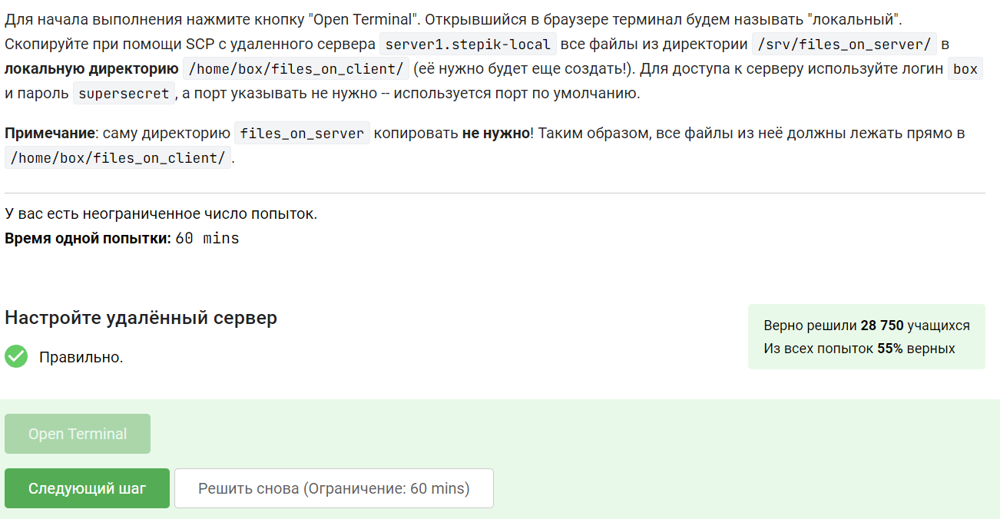 Для начала выполнения нажмите кнопку "Open Terminal". Открывшийся в браузере терминал будем называть "локальный".
Скопируйте при помощи SCP с удаленного сервера server1.stepik-local все файлы из директории /srv/files_on_server/ в
локальную директорию /home/box/files_on_client/ (её нужно будет еще создать!). Для доступа к серверу используйте логин box
и пароль supersecret, а порт указывать не нужно -- используется порт по умолчанию.
Примечание: саму директорию files_on_server копировать не нужно! Таким образом, все файлы из неё должны лежать прямо в
/home/box/files_on_client/.
У вас есть неограниченное число попыток.
Время одной попытки: 60 mins
Настройте удалённый сервер
Верно решили 28 750 учащихся
Из всех попыток 55% верных
Правильно.
Open Terminal
Следующий шаг
Решить снова (Ограничение: 60 mins)